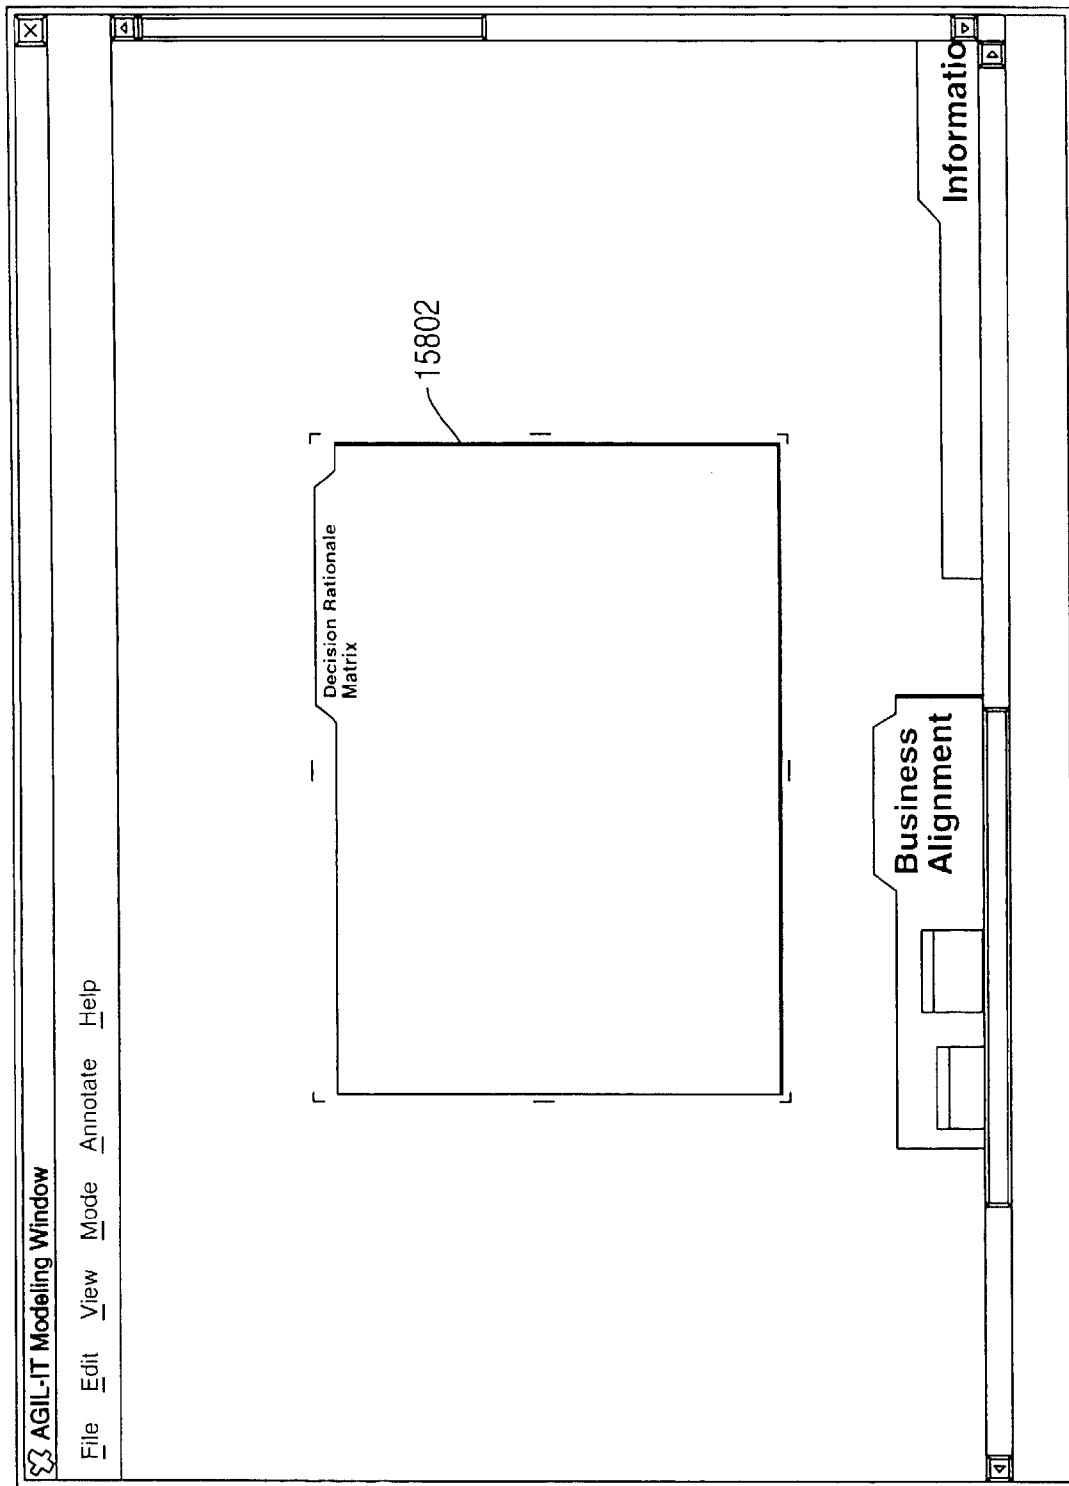 AGIL-IT Modeling Window
File Edit View Mode Annotate Help
Decision Rationale
Matrix
15802
Business
Alignment
Informatio